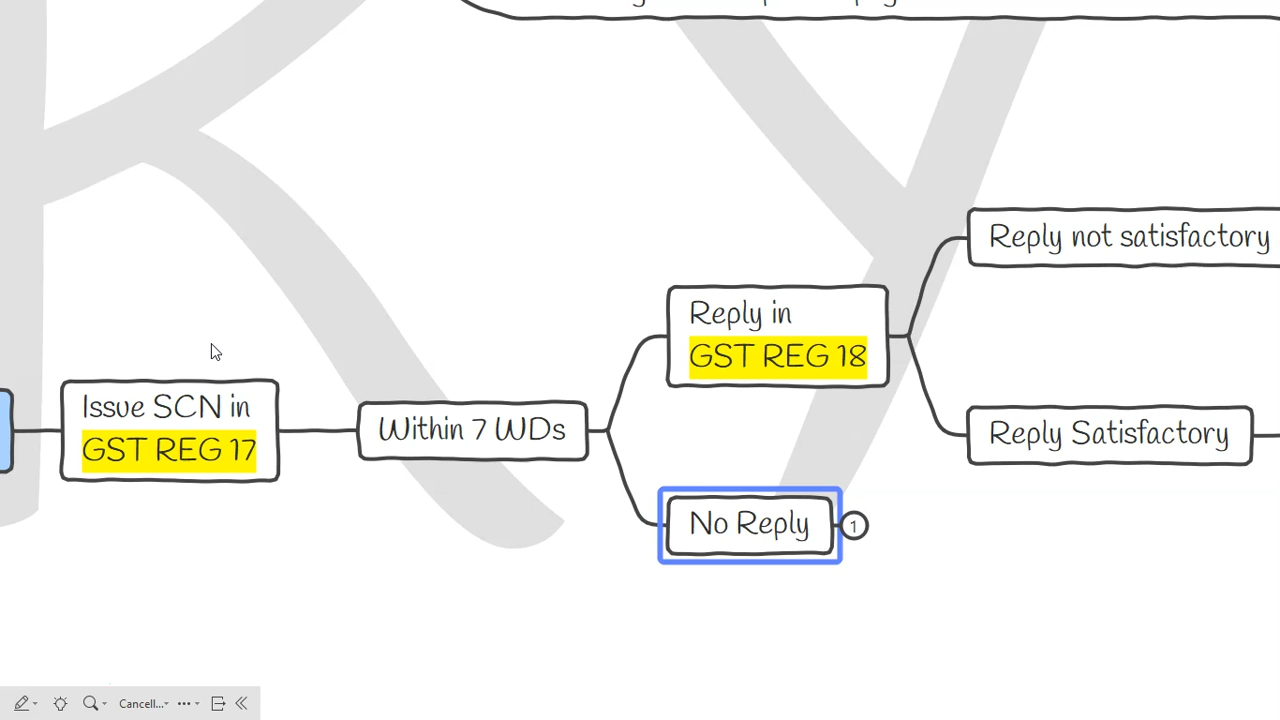 Reply not satisfactory
Reply in
GST REG 18
Issue SCN in
GST REG 17
Within 7 WDs
Reply Satisfactory
No Reply
1
Cancell...